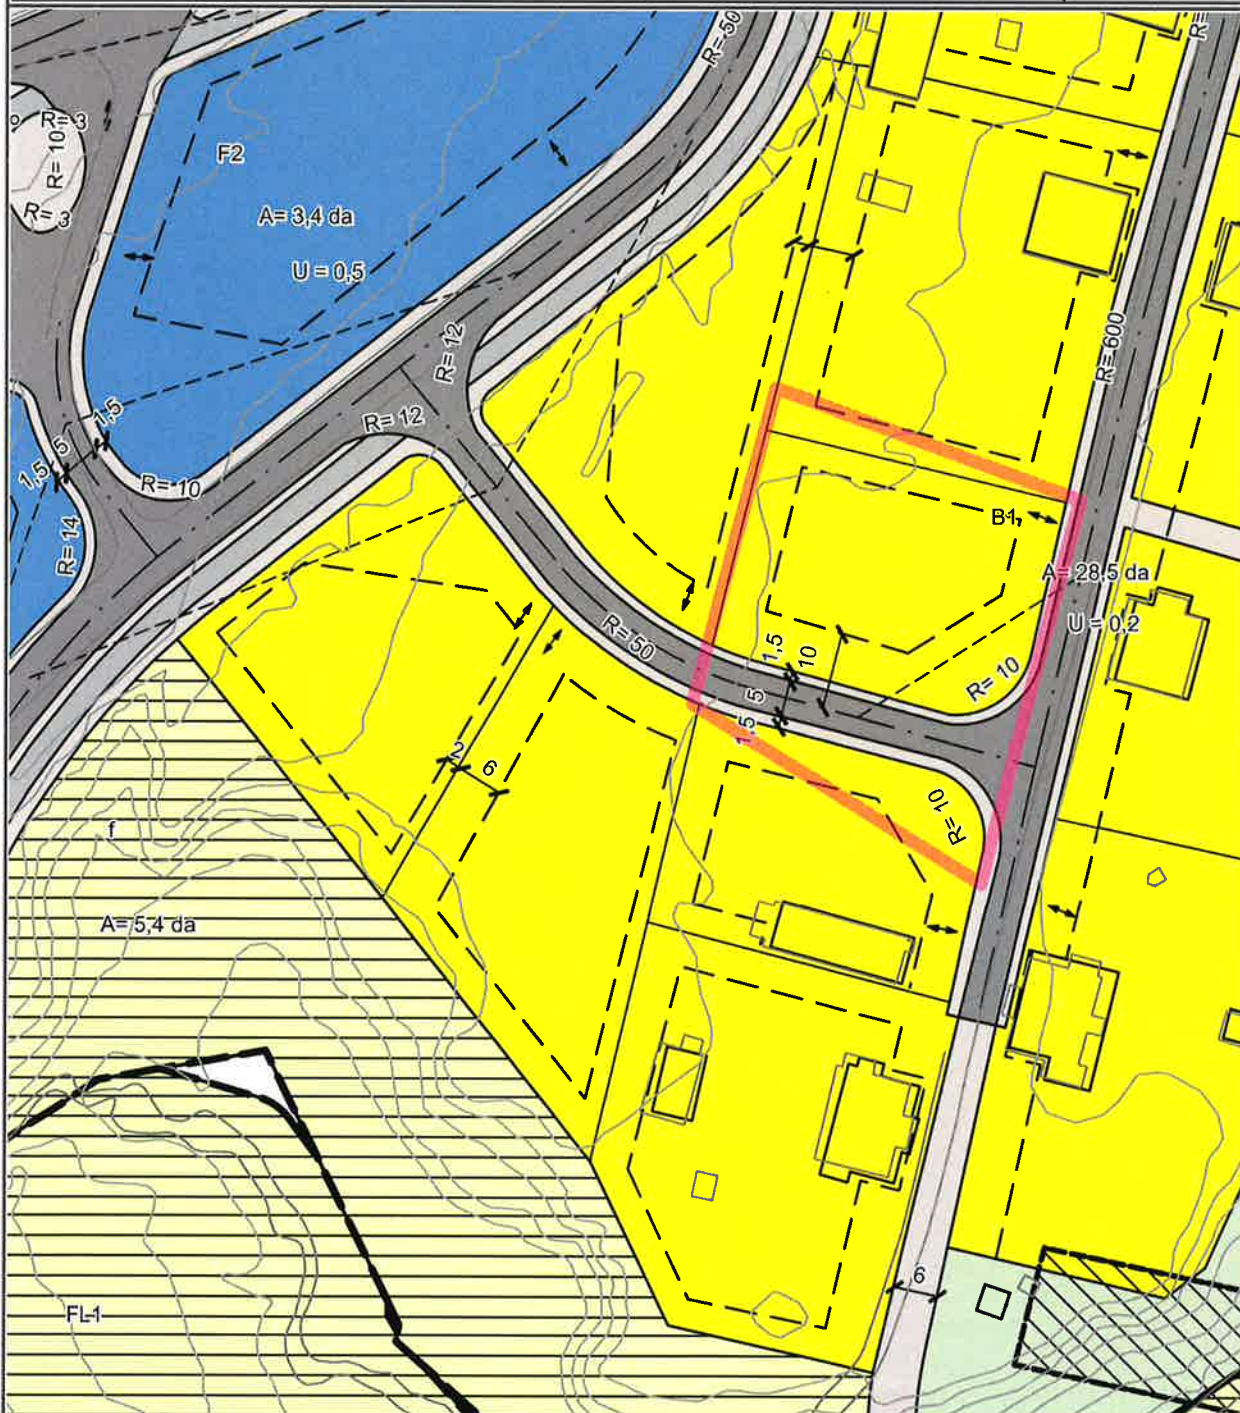 R= 50
R=
R= 3
R= 10
R= 3
F2
A= 3,4 da
U = 0,5
R= 600
R= 12
R= 12
1,5
5
1,5
R= 10
R= 14
B1,
A= 28,5 da
U = 0,2
R= 50
1,5
10
5
1,5
R= 10
R= 10
2
6
f
A= 5,4 da
6
FL1